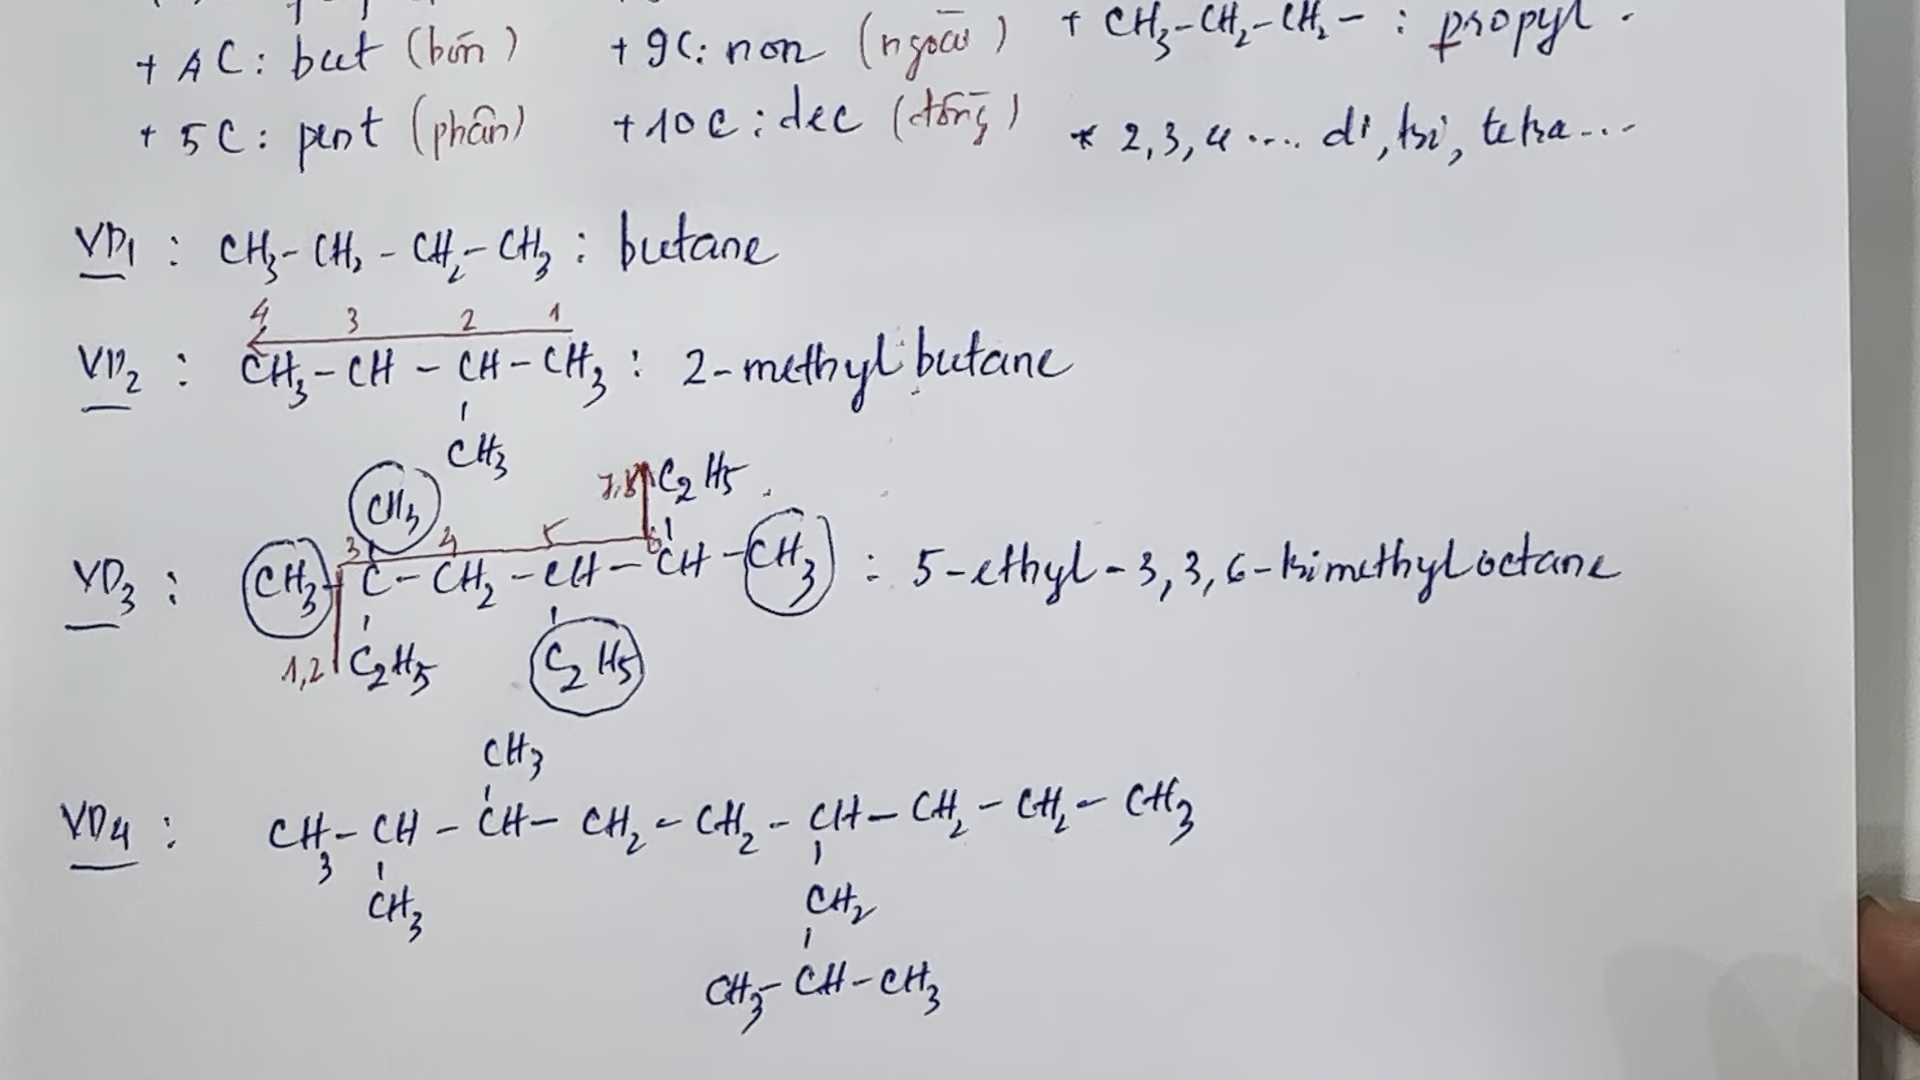 + 4C: but (bón) + 9C: non (ngoài) + CH3-CH2-CH2- : propyl.
+ 5C: pent (phân) + 10C: dec (đồng) * 2,3,4.... di, tri, tetra...
VD1 : CH3-CH2-CH2-CH3 : butane
4 3 2 1
VD2 : CH3-CH-CH-CH3 : 2-methyl butane
CH3
CH3 7,8 C2H5
3 4 5 6
VD3 : CH3-C-CH2-CH-CH-CH3 : 5-ethyl-3,3,6-trimethyloctane
1,2 C2H5 C2H5
CH3
VD4 : CH3-CH-CH-CH2-CH2-CH-CH2-CH2-CH3
CH3 CH2
CH3-CH-CH3